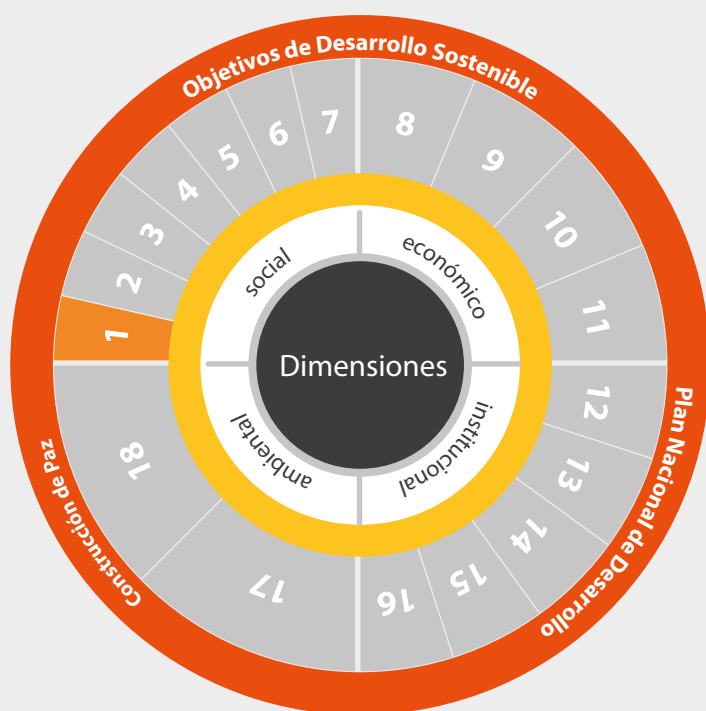 Objetivos de Desarrollo Sostenible
Plan Nacional de Desarrollo
Construcción de Paz
1
2
3
4
5
6
7
8
9
10
11
12
13
14
15
16
17
18
social
económico
institucional
ambiental
Dimensiones